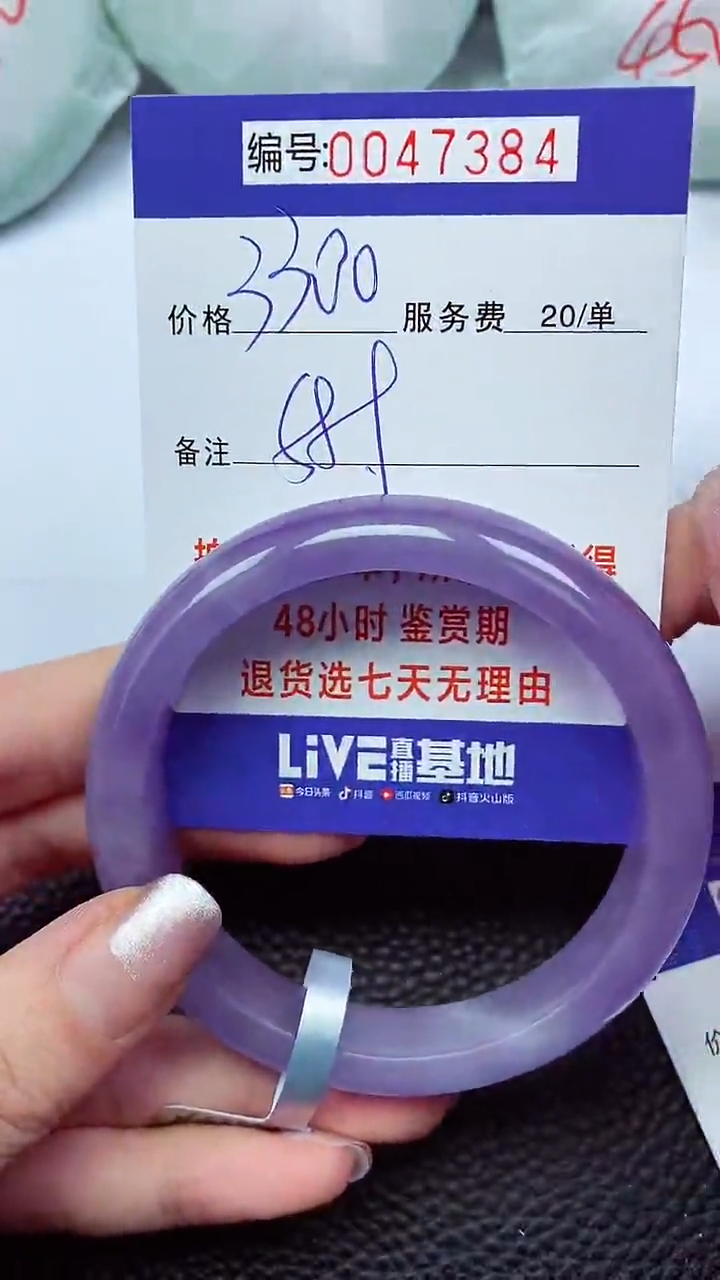 编号:0047384
价格 3300 服务费 20/单
备注 58.1
48小时 鉴赏期
退货选七天无理由
LiVE直播基地
今日头条 抖音 西瓜视频 抖音火山版